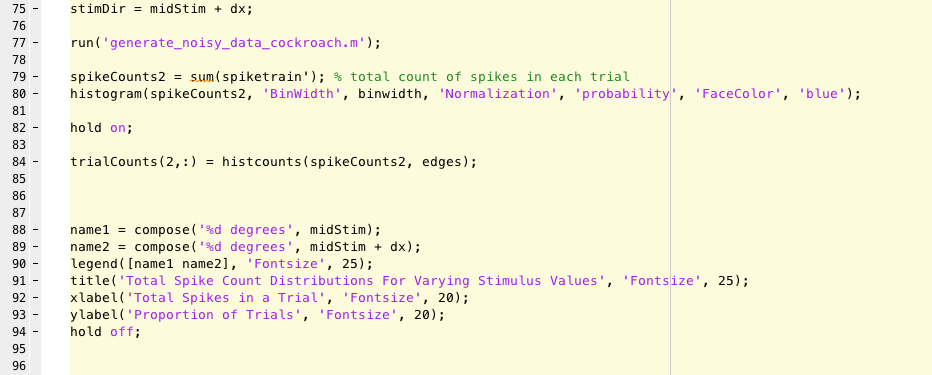 75 - stimDir = midStim + dx;
76
77 - run('generate_noisy_data_cockroach.m');
78
79 - spikeCounts2 = sum(spiketrain'); % total count of spikes in each trial
80 - histogram(spikeCounts2, 'BinWidth', binwidth, 'Normalization', 'probability', 'FaceColor', 'blue');
81
82 - hold on;
83
84 - trialCounts(2,:) = histcounts(spikeCounts2, edges);
85
86
87
88 - name1 = compose('%d degrees', midStim);
89 - name2 = compose('%d degrees', midStim + dx);
90 - legend([name1 name2], 'Fontsize', 25);
91 - title('Total Spike Count Distributions For Varying Stimulus Values', 'Fontsize', 25);
92 - xlabel('Total Spikes in a Trial', 'Fontsize', 20);
93 - ylabel('Proportion of Trials', 'Fontsize', 20);
94 - hold off;
95
96